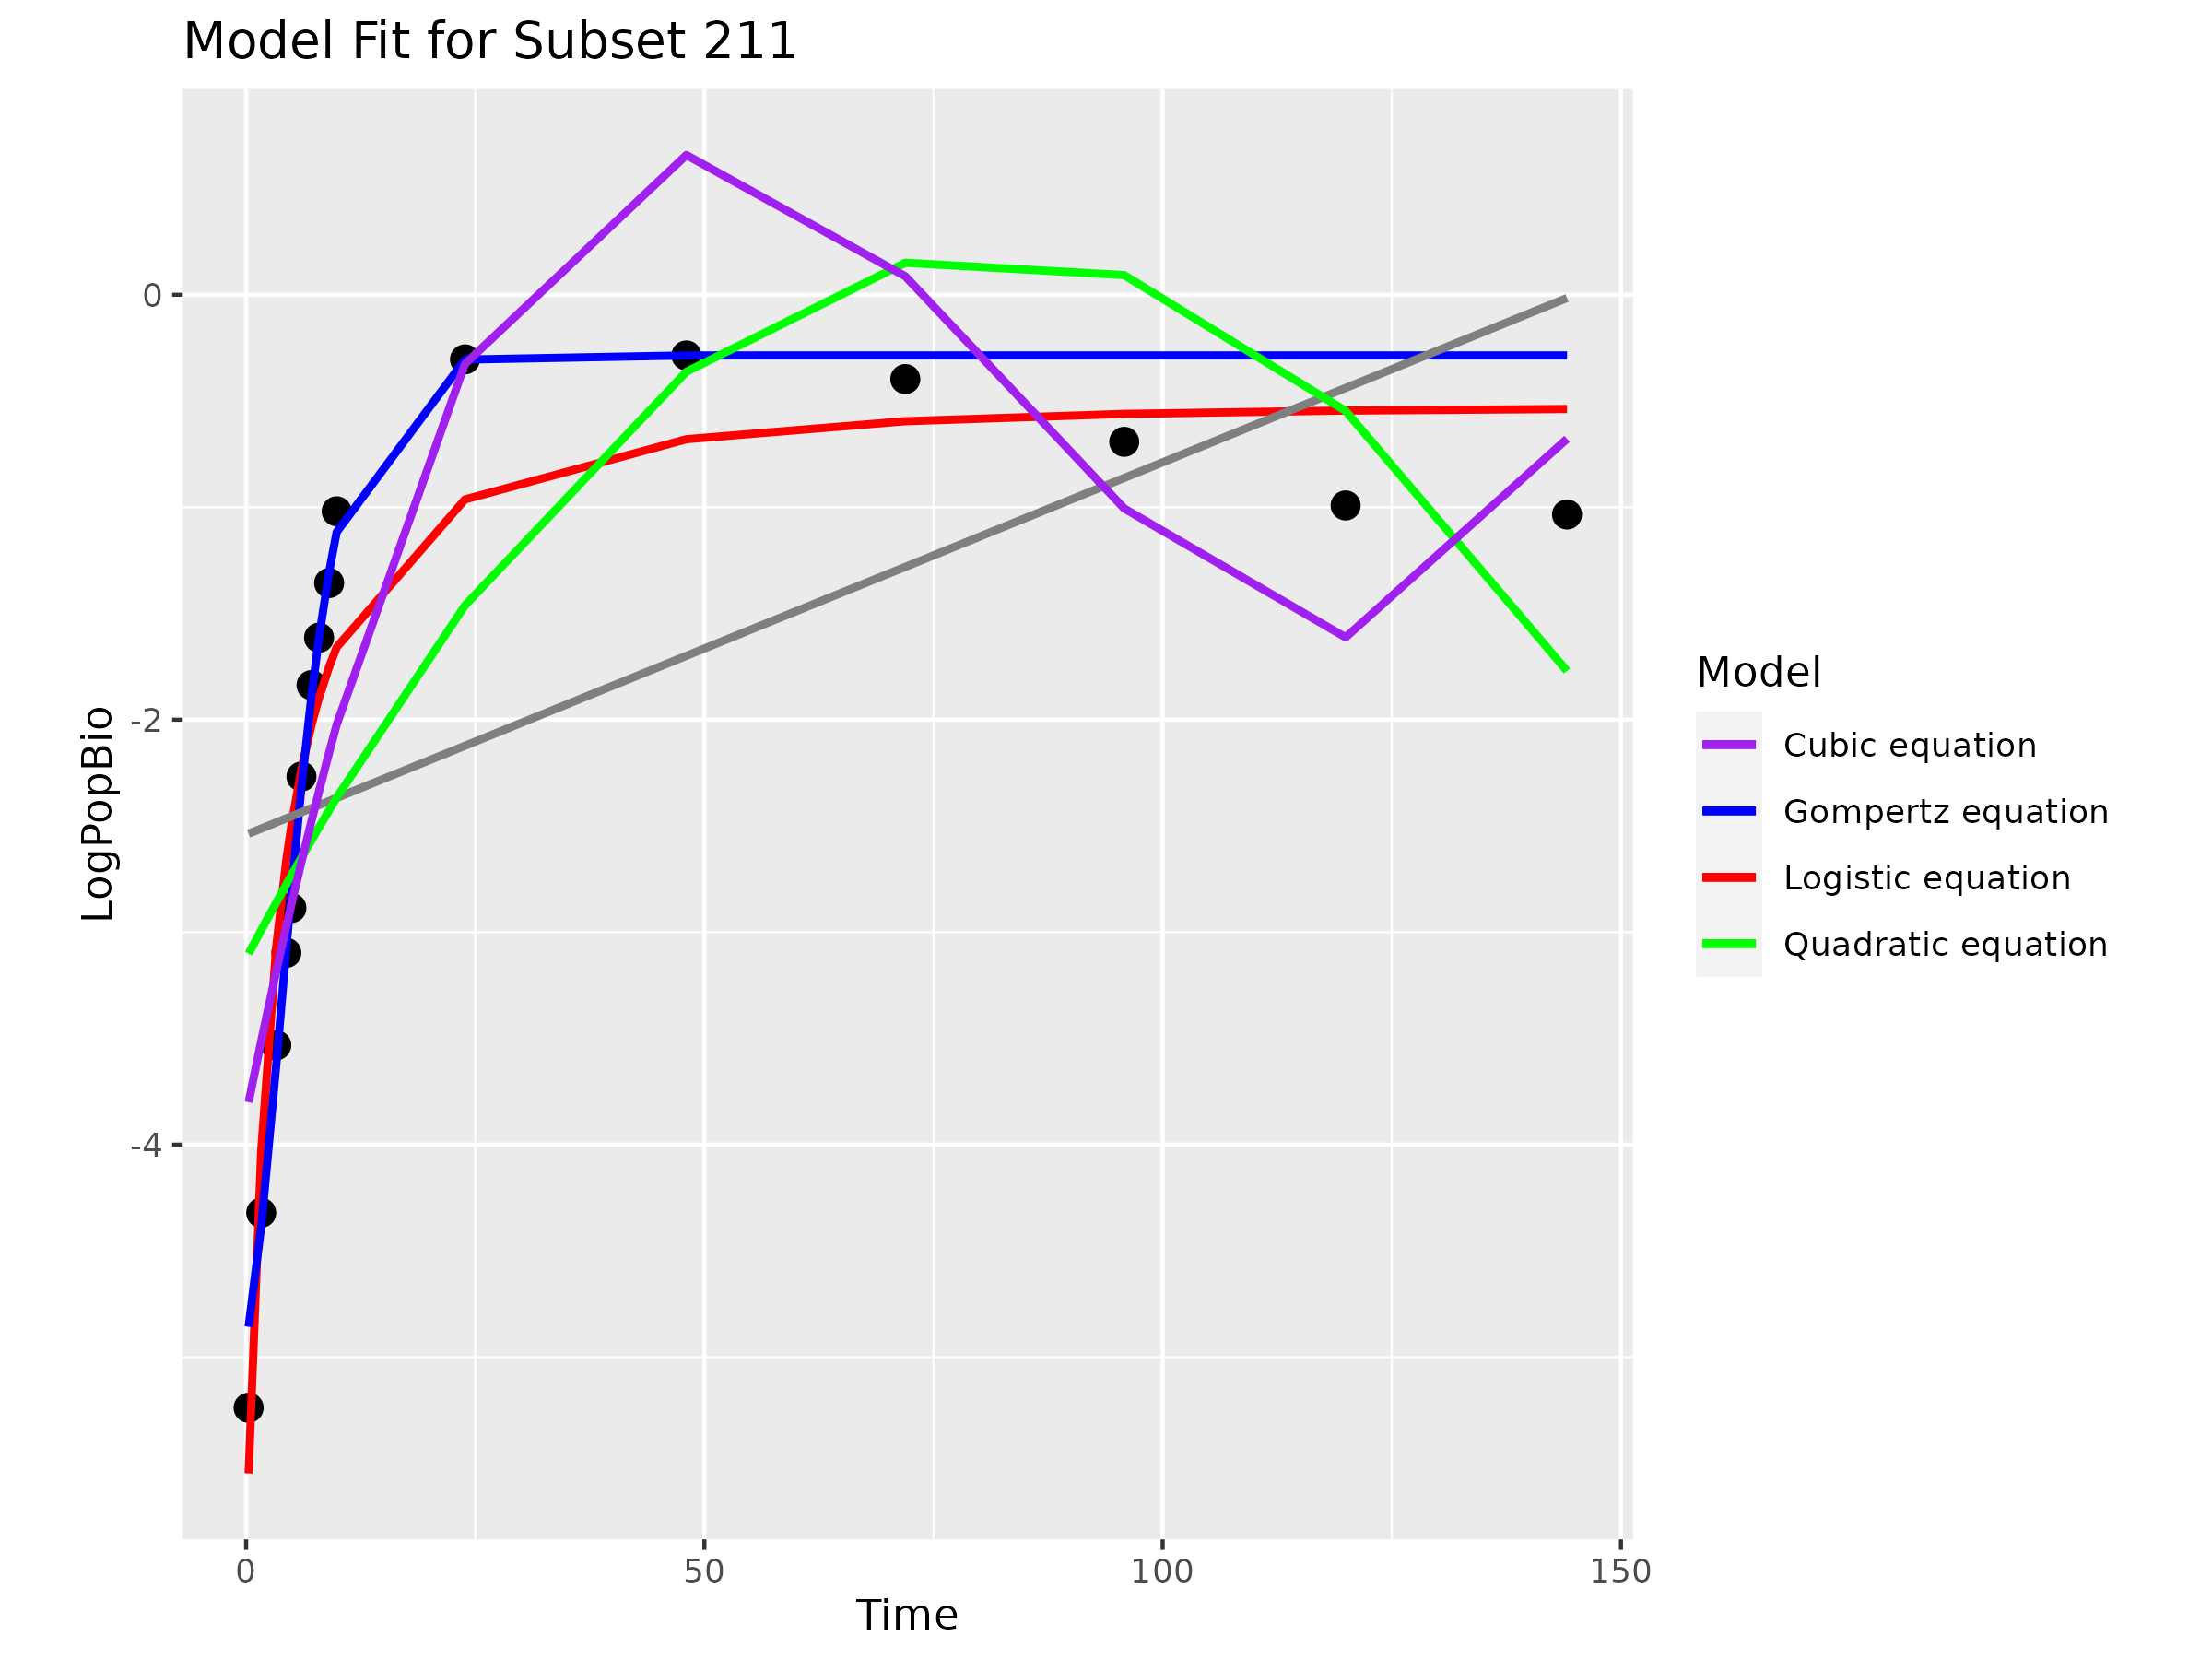 Model Fit for Subset 211
LogPopBio
0
-2
-4
0
50
100
150
Time
Model
Cubic equation
Gompertz equation
Logistic equation
Quadratic equation